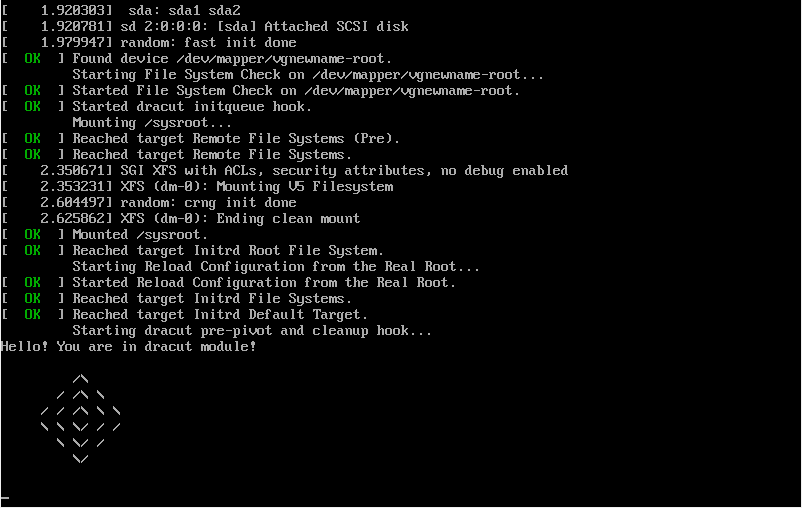 [    1.920303]  sda: sda1 sda2
[    1.920781] sd 2:0:0:0: [sda] Attached SCSI disk
[    1.979947] random: fast init done
[  OK  ] Found device /dev/mapper/vgnewname-root.
         Starting File System Check on /dev/mapper/vgnewname-root...
[  OK  ] Started File System Check on /dev/mapper/vgnewname-root.
[  OK  ] Started dracut initqueue hook.
         Mounting /sysroot...
[  OK  ] Reached target Remote File Systems (Pre).
[  OK  ] Reached target Remote File Systems.
[    2.350671] SGI XFS with ACLs, security attributes, no debug enabled
[    2.353231] XFS (dm-0): Mounting V5 Filesystem
[    2.604497] random: crng init done
[    2.625862] XFS (dm-0): Ending clean mount
[  OK  ] Mounted /sysroot.
[  OK  ] Reached target Initrd Root File System.
         Starting Reload Configuration from the Real Root...
[  OK  ] Started Reload Configuration from the Real Root.
[  OK  ] Reached target Initrd File Systems.
[  OK  ] Reached target Initrd Default Target.
         Starting dracut pre-pivot and cleanup hook...
Hello! You are in dracut module!

         /\
       / /\ \
     / / /\ \ \
     \ \ \/ / /
       \ \/ /
         \/

_